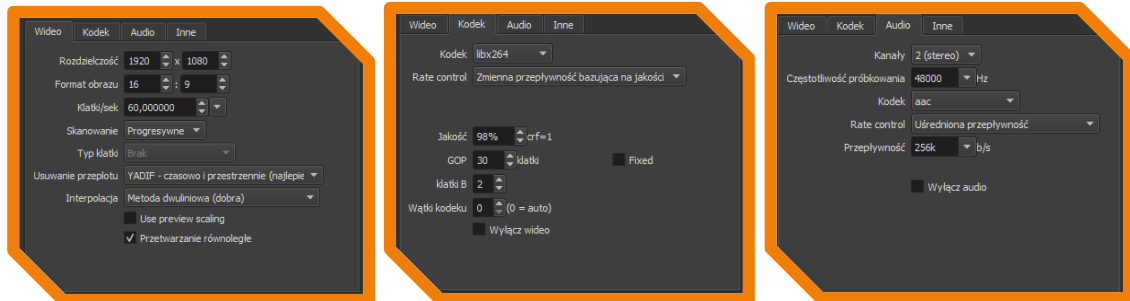 Wideo Kodek Audio Inne
Rozdzielczość 1920 x 1080
Format obrazu 16 : 9
Klatki/sek 60,000000
Skanowanie Progresywne
Typ klatki Brak
Usuwanie przeplotu YADIF - czasowo i przestrzennie (najlepie
Interpolacja Metoda dwuliniowa (dobra)
Use preview scaling
Przetwarzanie równoległe
Wideo Kodek Audio Inne
Kodek libx264
Rate control Zmienna przepływność bazująca na jakości
Jakość 98% crf=1
GOP 30 klatki Fixed
klatki B 2
Wątki kodeku 0 (0 = auto)
Wyłącz wideo
Wideo Kodek Audio Inne
Kanały 2 (stereo)
Częstotliwość próbkowania 48000 Hz
Kodek aac
Rate control Uśredniona przepływność
Przepływność 256k b/s
Wyłącz audio